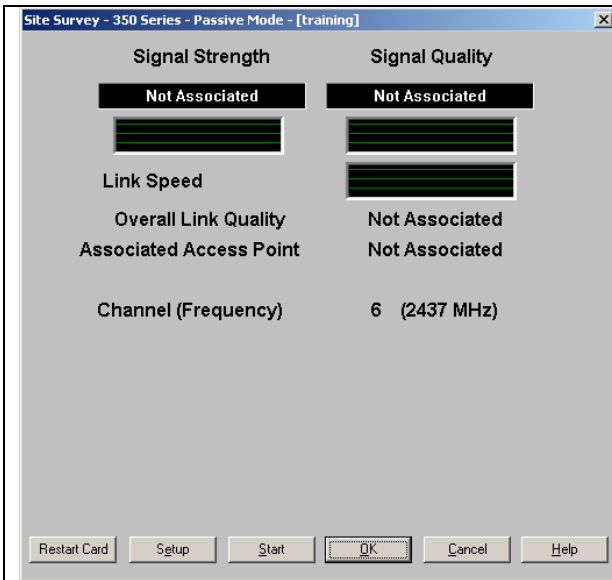 Site Survey - 350 Series - Passive Mode - [training]
Signal Strength Signal Quality
Not Associated Not Associated
Link Speed
Overall Link Quality Not Associated
Associated Access Point Not Associated
Channel (Frequency) 6 (2437 MHz)
Restart Card Setup Start OK Cancel Help